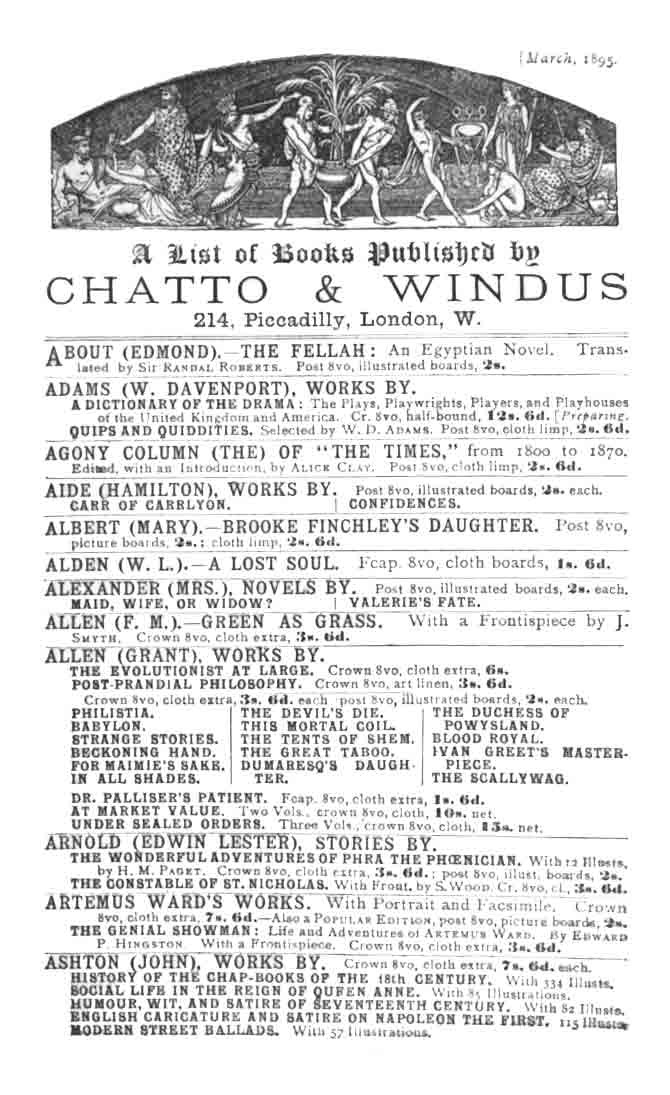 [March, 1895.
A List of Books Published by
CHATTO & WINDUS
214, Piccadilly, London, W.
ABOUT (EDMOND).—THE FELLAH: An Egyptian Novel. Trans-
lated by Sir RANDAL ROBERTS. Post 8vo, illustrated boards, 2s.
ADAMS (W. DAVENPORT), WORKS BY.
A DICTIONARY OF THE DRAMA: The Plays, Playwrights, Players, and Playhouses
of the United Kingdom and America. Cr. 8vo, half-bound, 12s. 6d. [Preparing.
QUIPS AND QUIDDITIES. Selected by W. D. ADAMS. Post 8vo, cloth limp, 2s. 6d.
AGONY COLUMN (THE) OF "THE TIMES," from 1800 to 1870.
Edited, with an Introduction, by ALICE CLAY. Post 8vo, cloth limp, 2s. 6d.
AIDE (HAMILTON), WORKS BY. Post 8vo, illustrated boards, 2s. each.
CARR OF CARRLYON. | CONFIDENCES.
ALBERT (MARY).—BROOKE FINCHLEY'S DAUGHTER. Post 8vo,
picture boards, 2s.; cloth limp, 2s. 6d.
ALDEN (W. L.).—A LOST SOUL. Fcap. 8vo, cloth boards, 1s. 6d.
ALEXANDER (MRS.), NOVELS BY. Post 8vo, illustrated boards, 2s. each.
MAID, WIFE, OR WIDOW? | VALERIE'S FATE.
ALLEN (F. M.).—GREEN AS GRASS. With a Frontispiece by J.
SMYTH. Crown 8vo, cloth extra, 3s. 6d.
ALLEN (GRANT), WORKS BY.
THE EVOLUTIONIST AT LARGE. Crown 8vo, cloth extra, 6s.
POST-PRANDIAL PHILOSOPHY. Crown 8vo, art linen, 3s. 6d.
Crown 8vo, cloth extra, 3s. 6d. each; post 8vo, illustrated boards, 2s. each.
PHILISTIA.
BABYLON.
STRANGE STORIES.
BECKONING HAND.
FOR MAIMIE'S SAKE.
IN ALL SHADES.
THE DEVIL'S DIE.
THIS MORTAL COIL.
THE TENTS OF SHEM.
THE GREAT TABOO.
DUMARESQ'S DAUGH-
TER.
THE DUCHESS OF
POWYSLAND.
BLOOD ROYAL.
IVAN GREET'S MASTER-
PIECE.
THE SCALLYWAG.
DR. PALLISER'S PATIENT. Fcap. 8vo, cloth extra, 1s. 6d.
AT MARKET VALUE. Two Vols., crown 8vo, cloth, 10s. net.
UNDER SEALED ORDERS. Three Vols., crown 8vo, cloth, 15s. net.
ARNOLD (EDWIN LESTER), STORIES BY.
THE WONDERFUL ADVENTURES OF PHRA THE PHŒNICIAN. With 12 Illusts.
by H. M. PAGET. Crown 8vo, cloth extra, 3s. 6d.; post 8vo, illust. boards, 2s.
THE CONSTABLE OF ST. NICHOLAS. With Front. by S. WOOD. Cr. 8vo, cl., 3s. 6d.
ARTEMUS WARD'S WORKS. With Portrait and Facsimile. Crown
8vo, cloth extra, 7s. 6d.—Also a POPULAR EDITION, post 8vo, picture boards, 2s.
THE GENIAL SHOWMAN: Life and Adventures of ARTEMUS WARD. By EDWARD
P. HINGSTON. With a Frontispiece. Crown 8vo, cloth extra, 3s. 6d.
ASHTON (JOHN), WORKS BY. Crown 8vo, cloth extra, 7s. 6d. each.
HISTORY OF THE CHAP-BOOKS OF THE 18th CENTURY. With 334 Illusts.
SOCIAL LIFE IN THE REIGN OF QUEEN ANNE. With 85 Illustrations.
HUMOUR, WIT, AND SATIRE OF SEVENTEENTH CENTURY. With 82 Illusts.
ENGLISH CARICATURE AND SATIRE ON NAPOLEON THE FIRST. 115 Illusts.
MODERN STREET BALLADS. With 57 Illustrations.